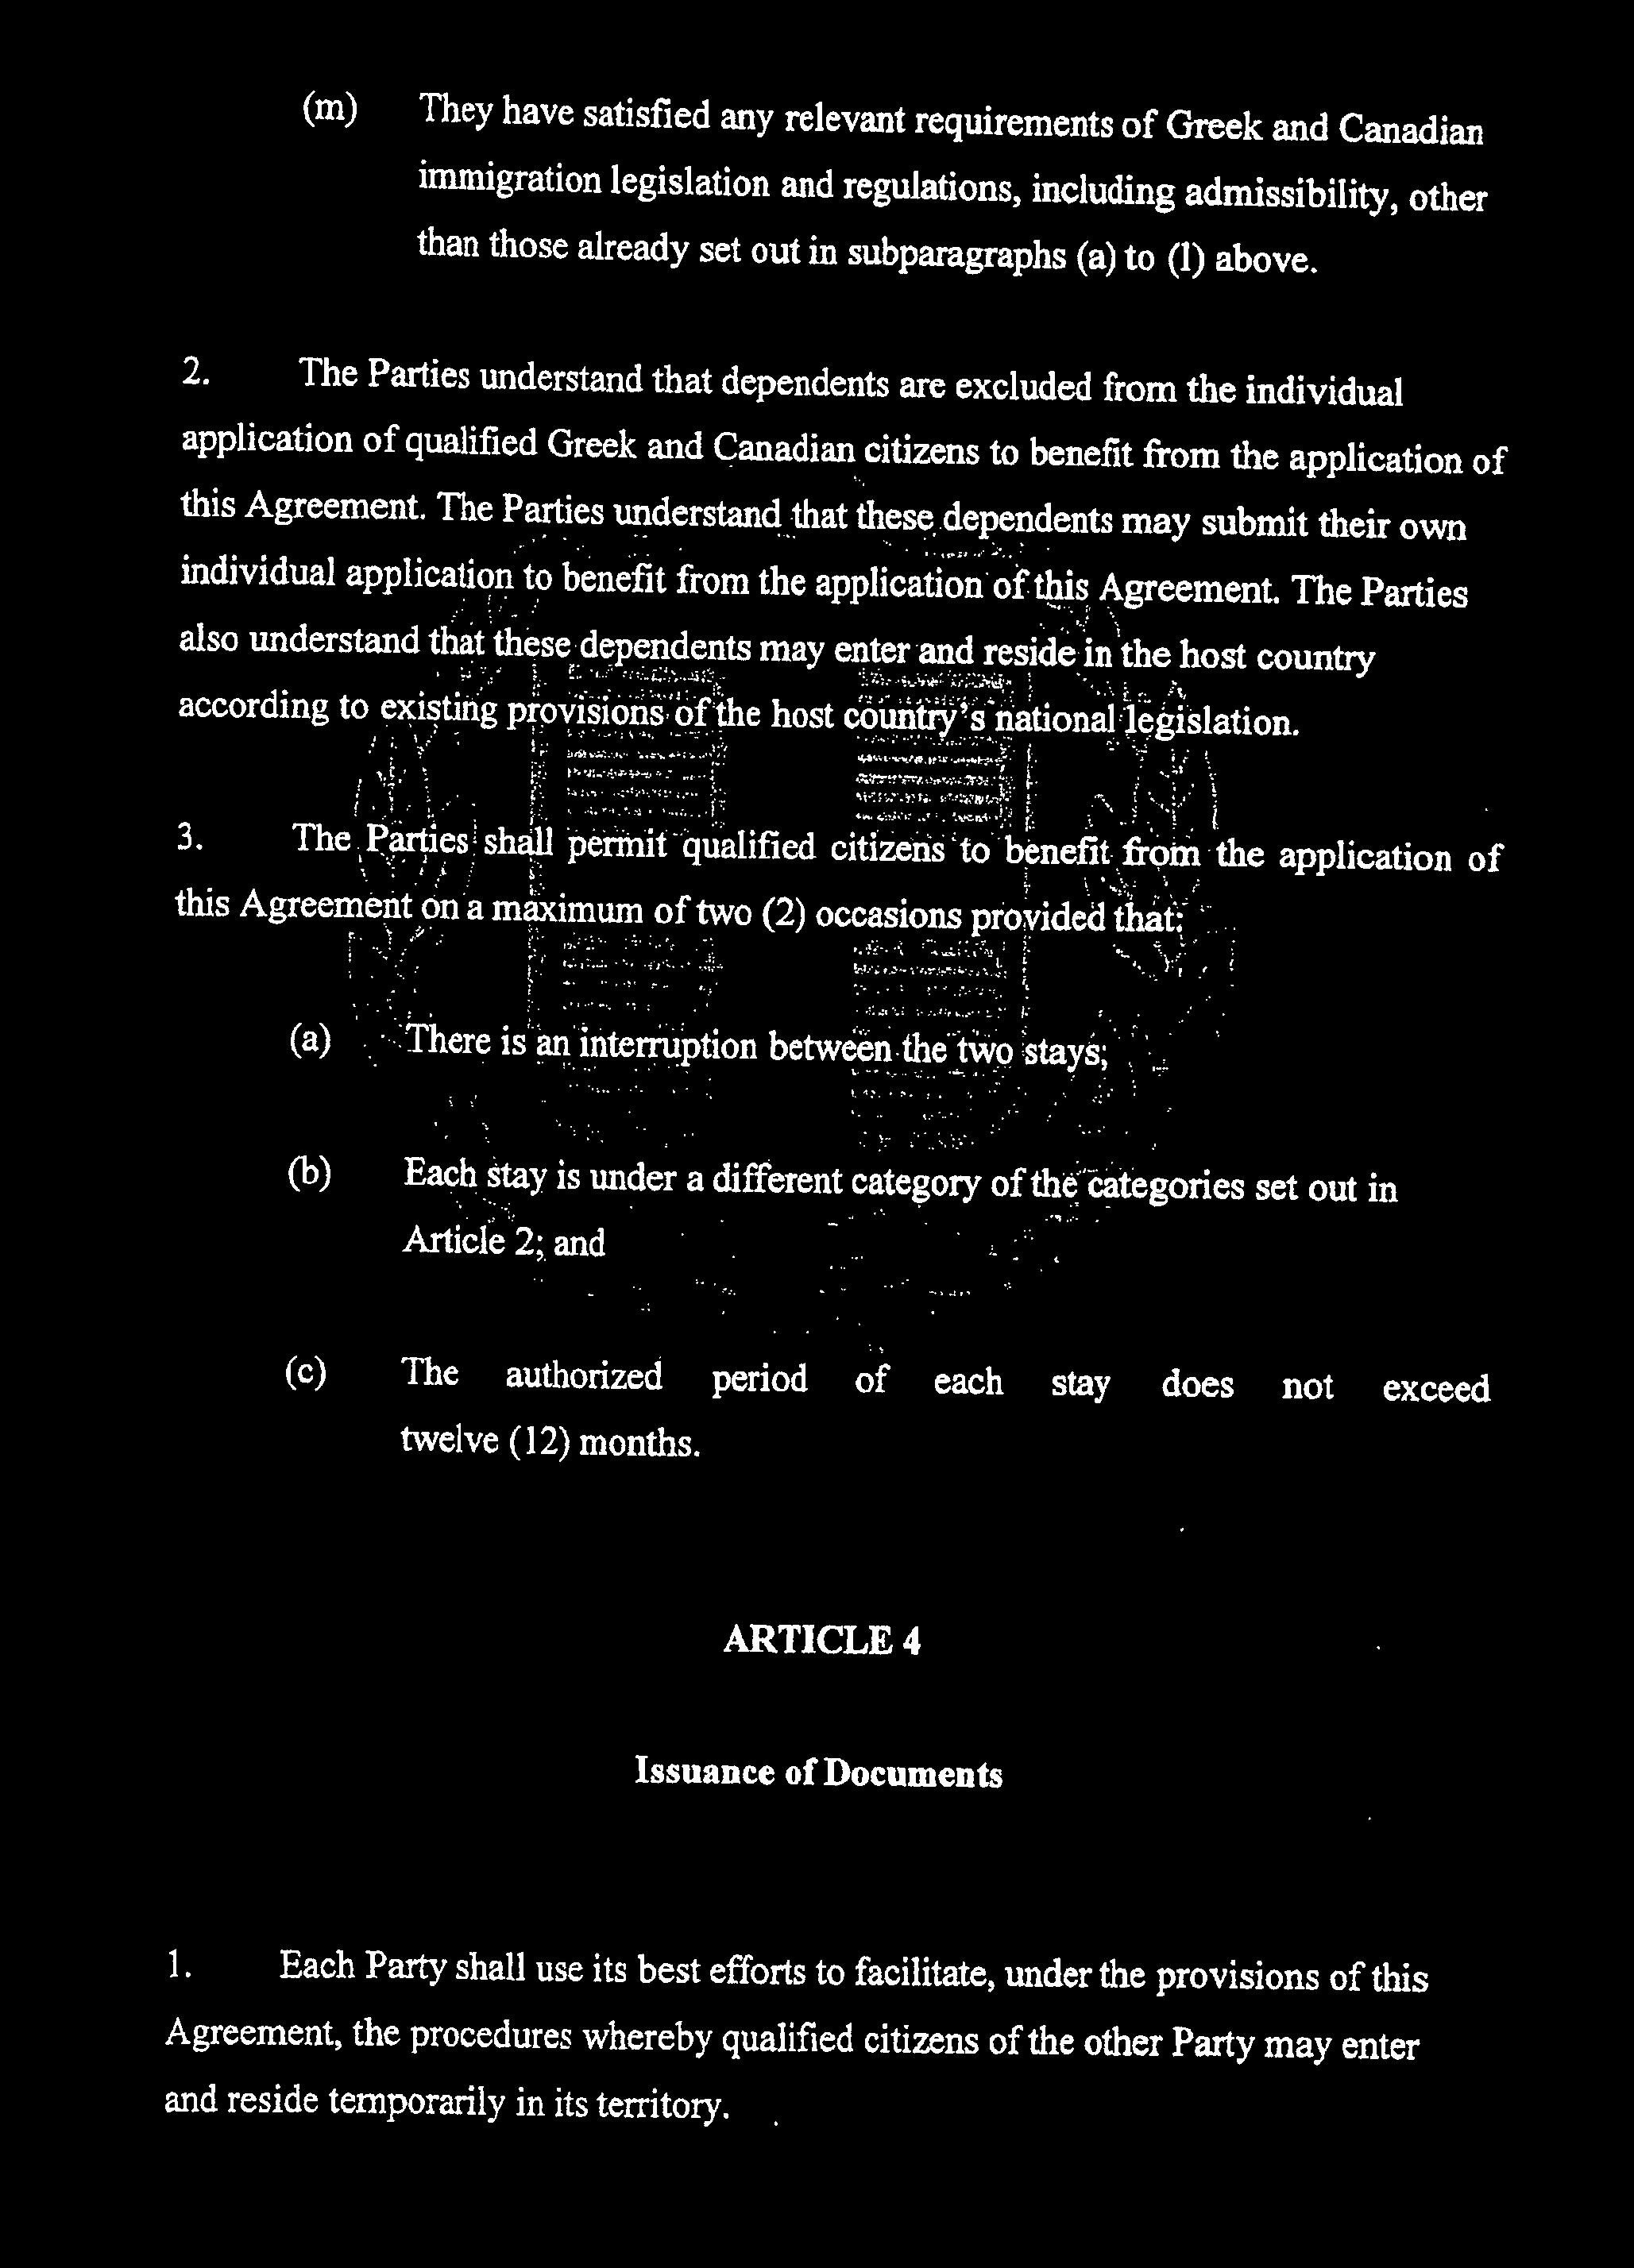 (m) They have satisfied any relevant requirements of Greek and Canadian
immigration legislation and regulations, including admissibility, other
than those already set out in subparagraphs (a) to (l) above.
2. The Parties understand that dependents are excluded from the individual
application of qualified Greek and Canadian citizens to benefit from the application of
this Agreement. The Parties understand that these dependents may submit their own
individual application to benefit from the application of this Agreement. The Parties
also understand that these dependents may enter and reside in the host country
according to existing provisions of the host country's national legislation.
3. The Parties shall permit qualified citizens to benefit from the application of
this Agreement on a maximum of two (2) occasions provided that:
(a) There is an interruption between the two stays;
(b) Each stay is under a different category of the categories set out in
Article 2; and
(c) The authorized period of each stay does not exceed
twelve (12) months.
ARTICLE 4
Issuance of Documents
1. Each Party shall use its best efforts to facilitate, under the provisions of this
Agreement, the procedures whereby qualified citizens of the other Party may enter
and reside temporarily in its territory.